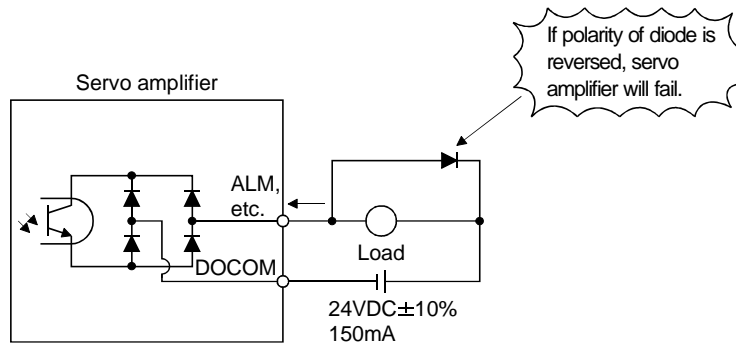 If polarity of diode is
reversed, servo
amplifier will fail.
Servo amplifier
ALM,
etc.
Load
DOCOM
24VDC±10%
150mA